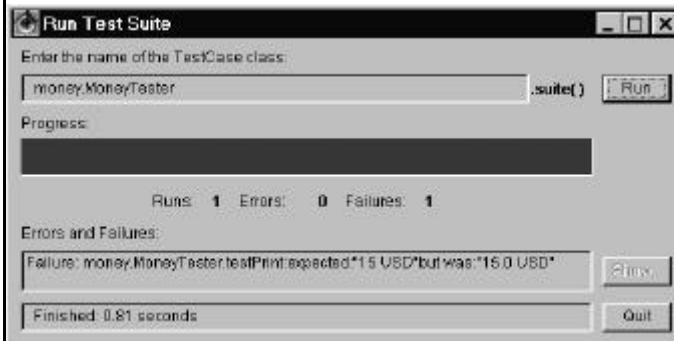 Run Test Suite
Enter the name of the TestCase class:
money.MoneyTester .suite() Run
Progress:
Runs: 1 Errors: 0 Failures: 1
Errors and Failures:
Failure: money.MoneyTester.testPrint:expected:"15 USD"but was:"15.0 USD"
Show...
Finished: 0.81 seconds Quit